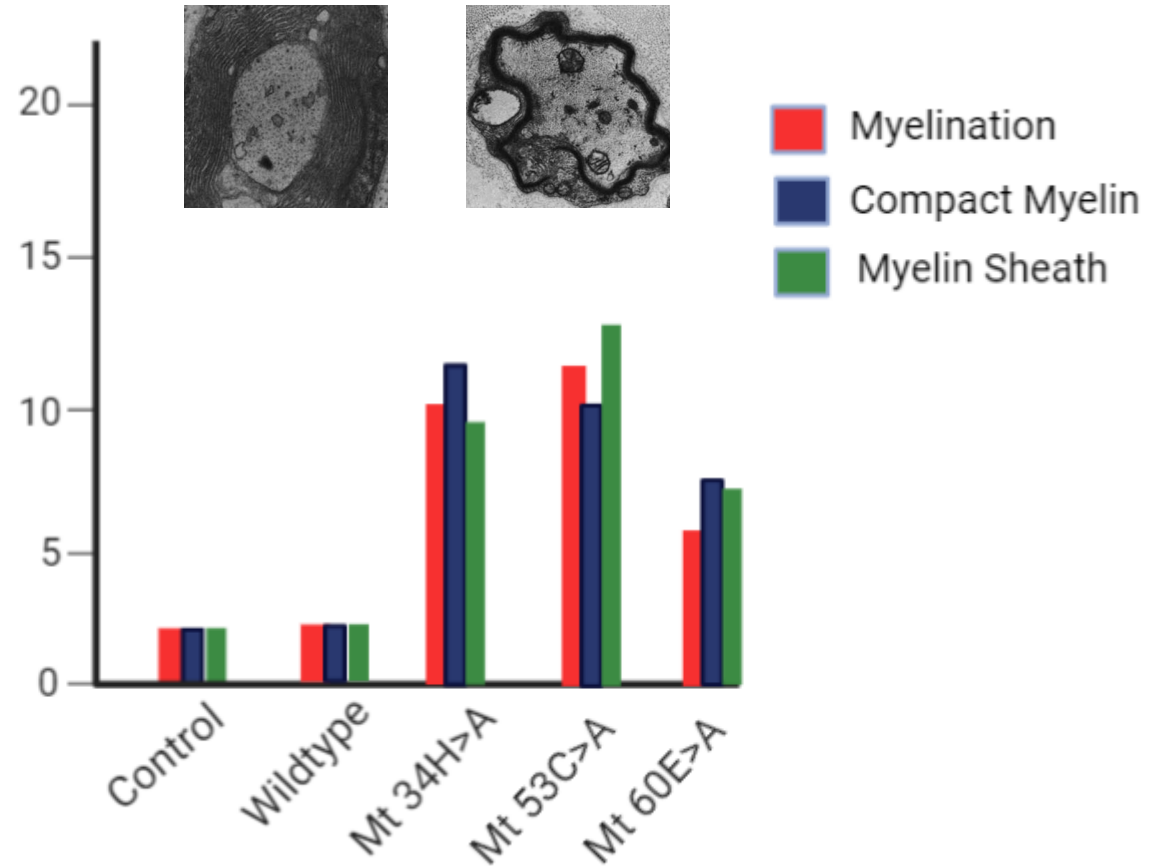 20
15
10
5
0
Myelination
Compact Myelin
Myelin Sheath
Control
Wildtype
Mt 34H>A
Mt 53C>A
Mt 60E>A